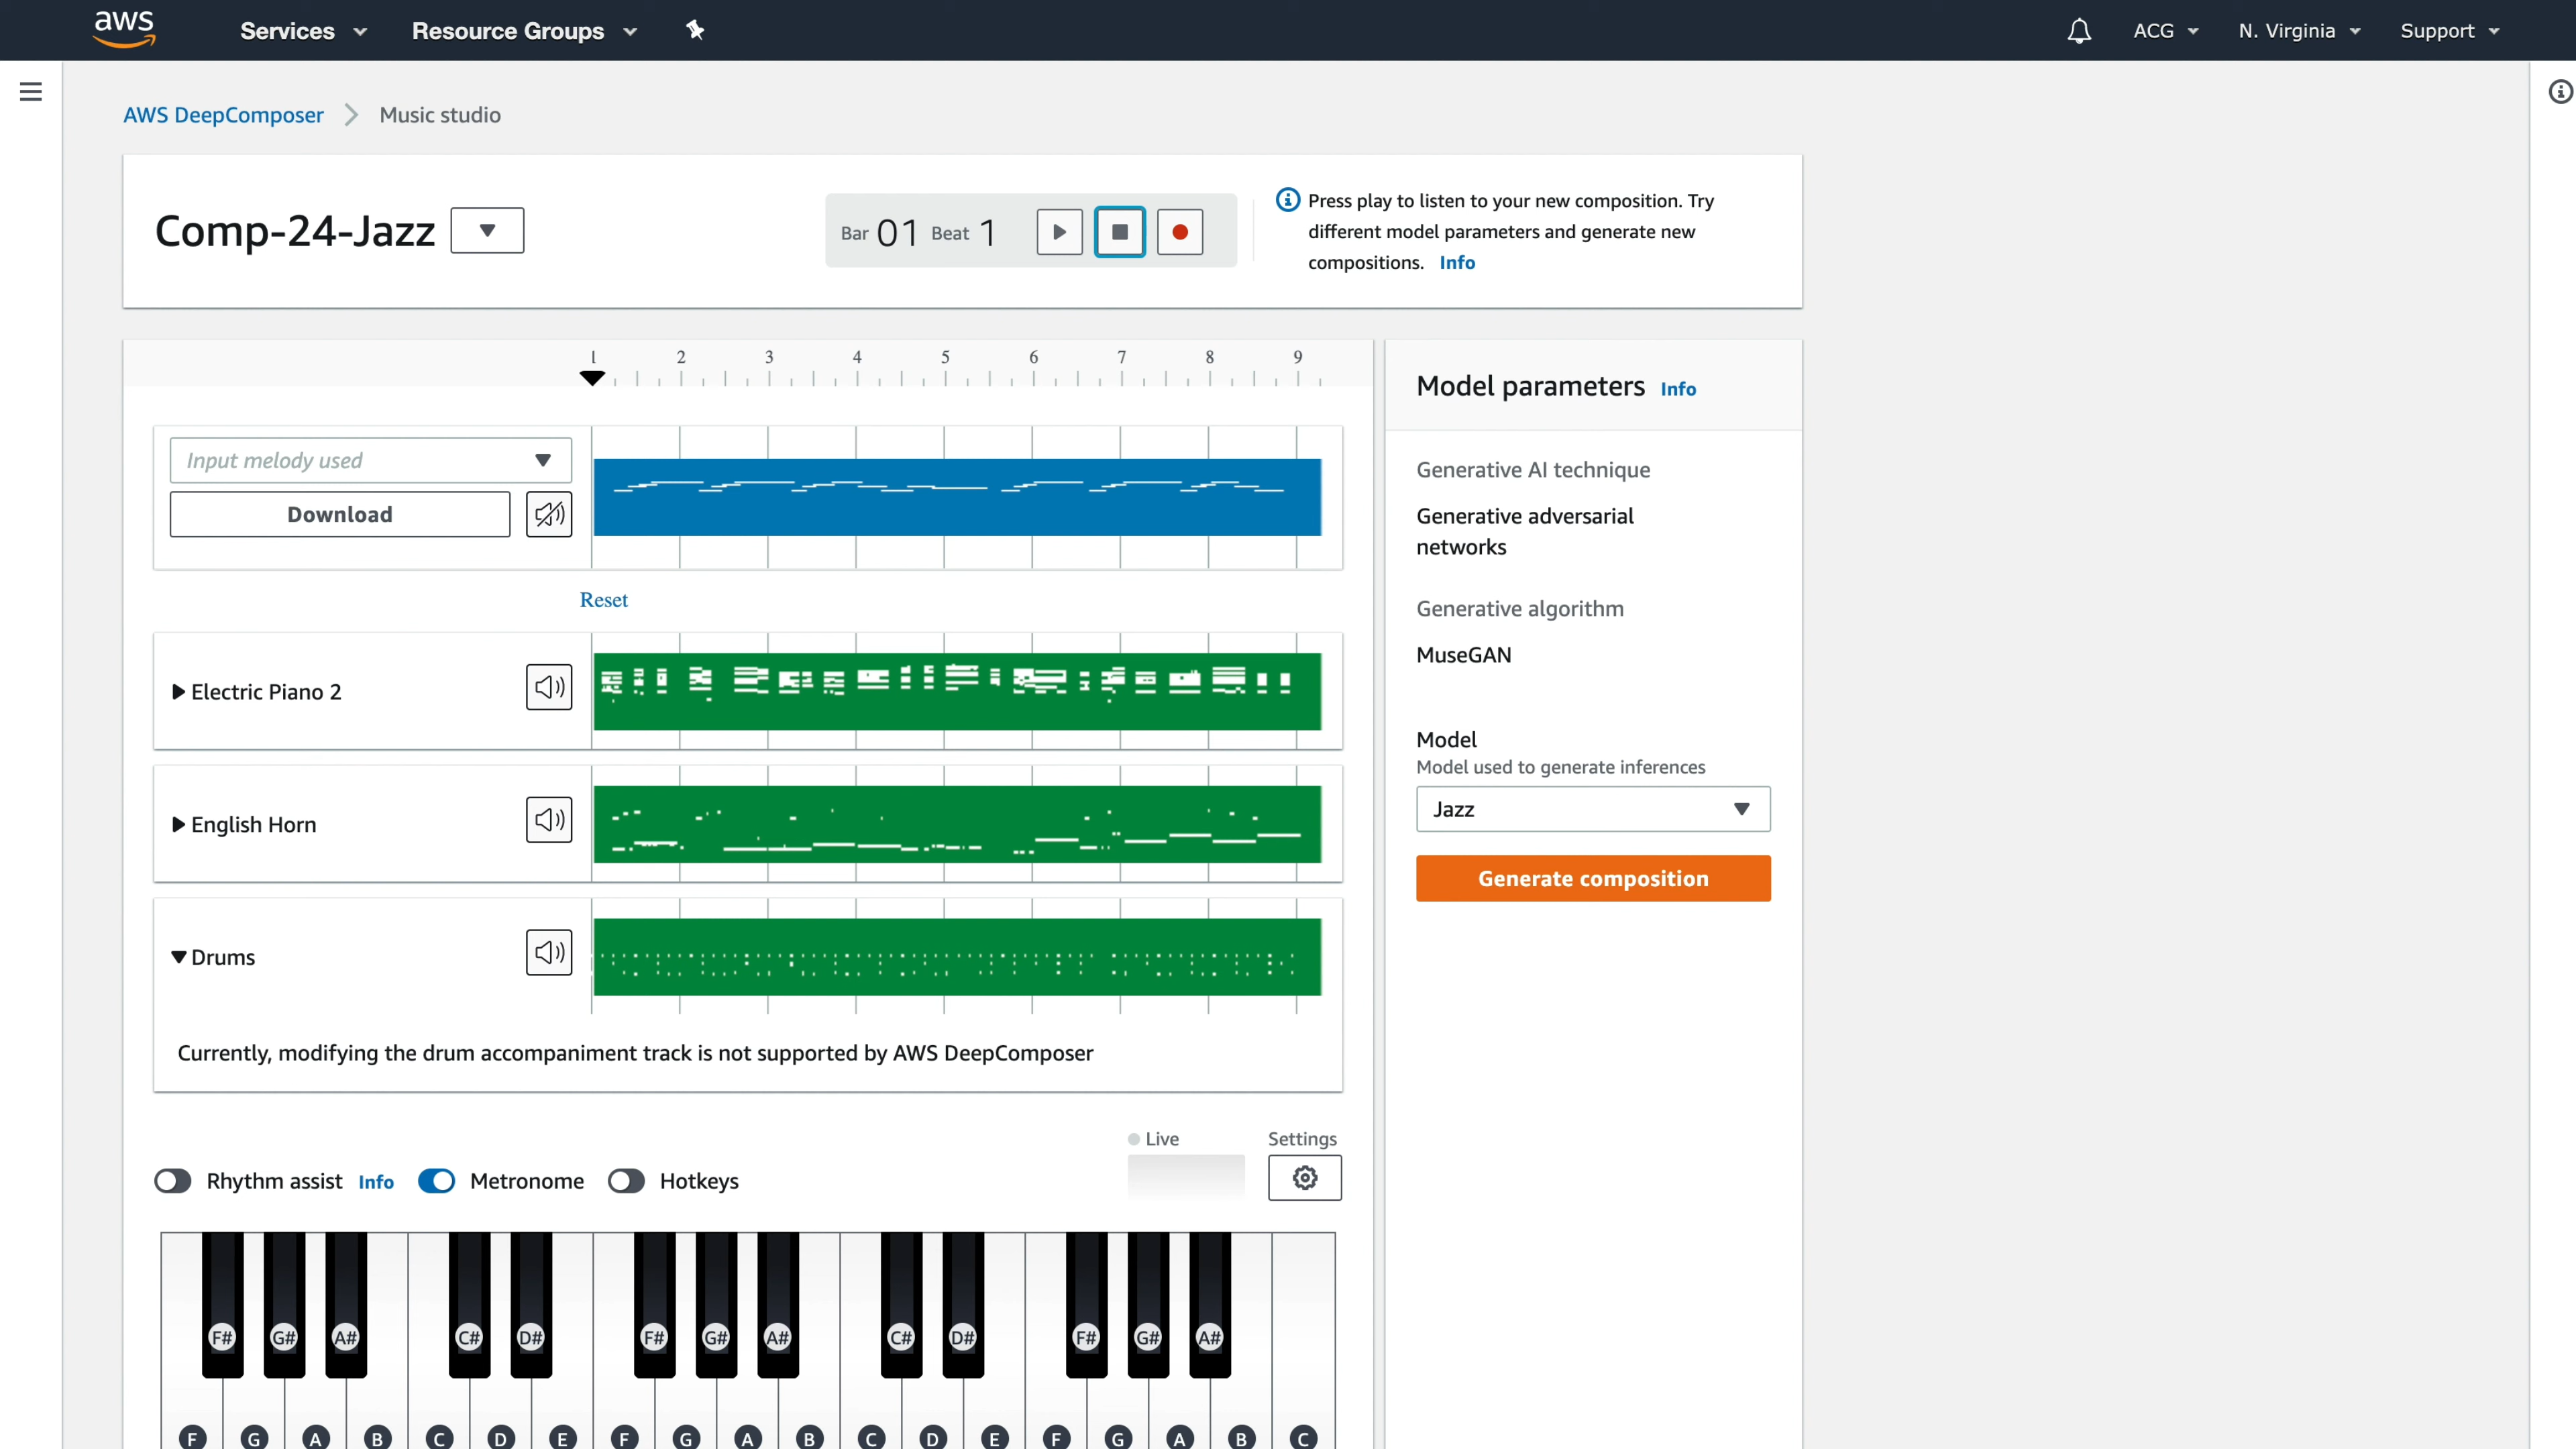 aws
Services
Resource Groups
ACG
N. Virginia
Support
AWS DeepComposer
Music studio
Comp-24-Jazz
Bar 01 Beat 1
Press play to listen to your new composition. Try
different model parameters and generate new
compositions. Info
1 2 3 4 5 6 7 8 9
Input melody used
Download
Reset
Electric Piano 2
English Horn
Drums
Currently, modifying the drum accompaniment track is not supported by AWS DeepComposer
Model parameters Info
Generative AI technique
Generative adversarial
networks
Generative algorithm
MuseGAN
Model
Model used to generate inferences
Jazz
Generate composition
Live
Settings
Rhythm assist Info
Metronome
Hotkeys
F# G# A# C# D# F# G# A# C# D# F# G# A#
F G A B C D E F G A B C D E F G A B C